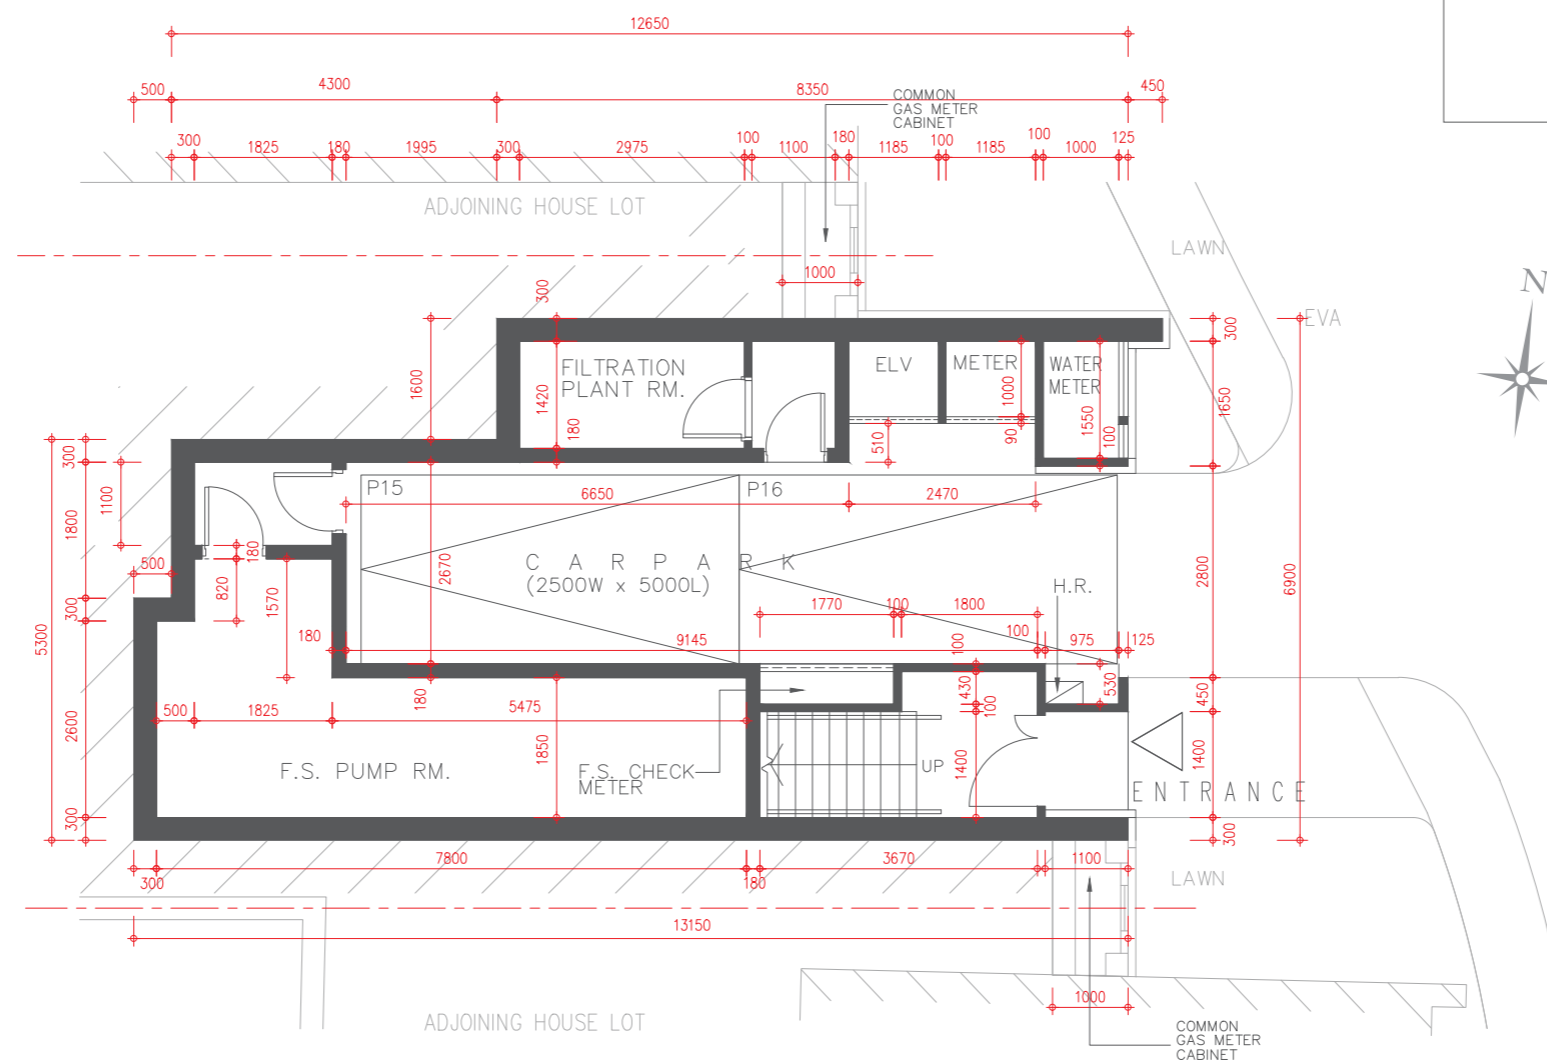 12650
500
4300
8350
450
COMMON
GAS METER
CABINET
300
1825
180
1995
300
2975
100
1100
180
1185
100
1185
100
1000
125
ADJOINING HOUSE LOT
LAWN
1000
300
N
EVA
300
FILTRATION
PLANT RM.
ELV
METER
WATER
METER
1600
1420
180
1000
90
510
1550
100
1650
300
1100
1800
P15
P16
6650
2470
500
180
820
1570
2670
C A R P A R K
(2500W x 5000L)
H.R.
2800
6900
5300
300
1770
100
1800
180
9145
100
100
975
125
180
430
100
530
450
500
1825
5475
2600
1850
1400
1400
F.S. PUMP RM.
F.S. CHECK
METER
UP
ENTRANCE
300
300
7800
3670
1100
300
180
LAWN
13150
1000
ADJOINING HOUSE LOT
COMMON
GAS METER
CABINET